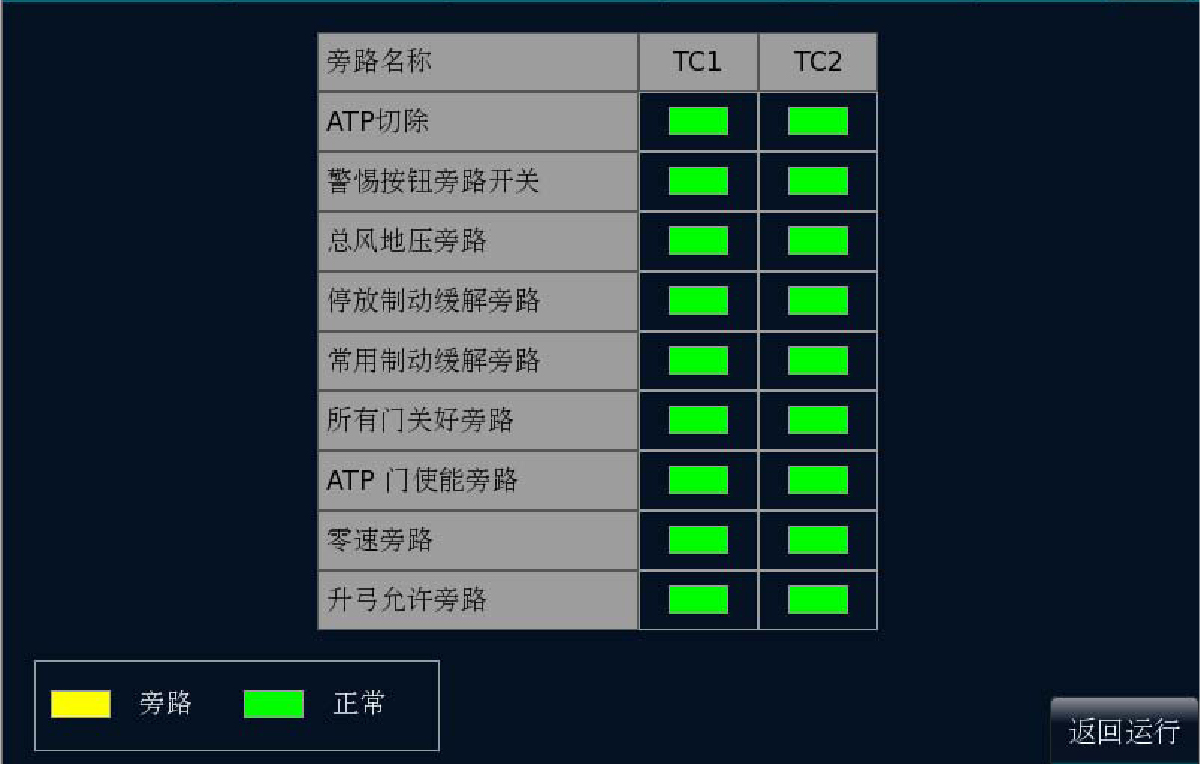 旁路名称 TC1 TC2
ATP切除
警惕按钮旁路开关
总风地压旁路
停放制动缓解旁路
常用制动缓解旁路
所有门关好旁路
ATP 门使能旁路
零速旁路
升弓允许旁路
旁路 正常
返回运行